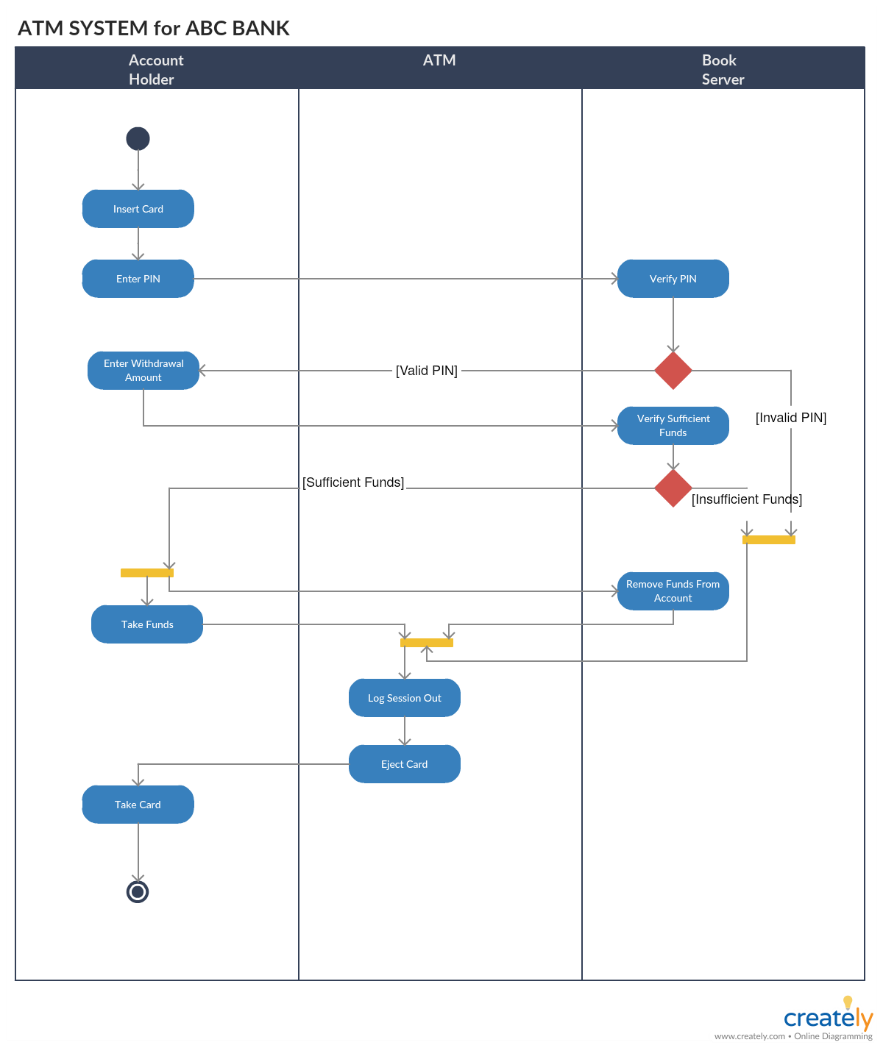 ATM SYSTEM for ABC BANK
Account
Holder
ATM
Book
Server
Insert Card
Enter PIN
Verify PIN
Enter Withdrawal
Amount
[Valid PIN]
[Invalid PIN]
Verify Sufficient
Funds
[Sufficient Funds]
[Insufficient Funds]
Remove Funds From
Account
Take Funds
Log Session Out
Eject Card
Take Card
creately
www.creately.com • Online Diagramming